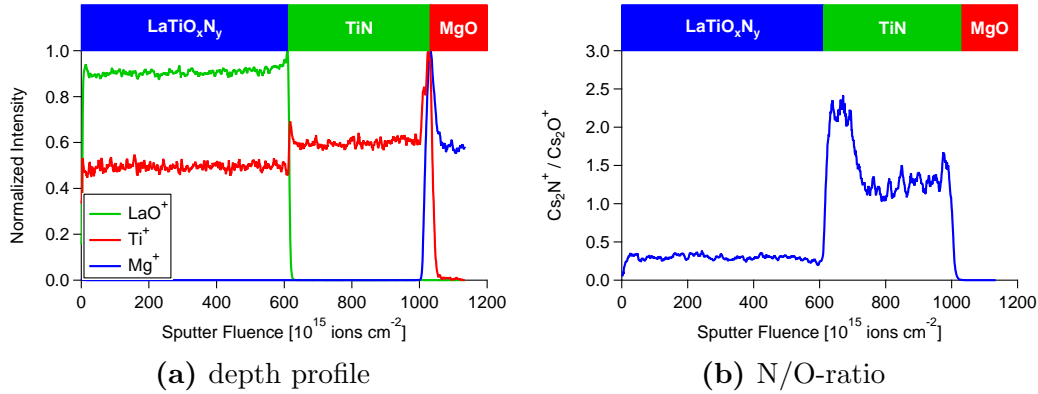 LaTiOxNy TiN MgO
1.0
0.8
0.6
0.4
0.2
0.0
Normalized Intensity
LaO+
Ti+
Mg+
0 200 400 600 800 1000 1200
Sputter Fluence [10^15 ions cm^-2]
(a) depth profile
LaTiOxNy TiN MgO
3.0
2.5
2.0
1.5
1.0
0.5
0.0
Cs2N+ / Cs2O+
0 200 400 600 800 1000 1200
Sputter Fluence [10^15 ions cm^-2]
(b) N/O-ratio